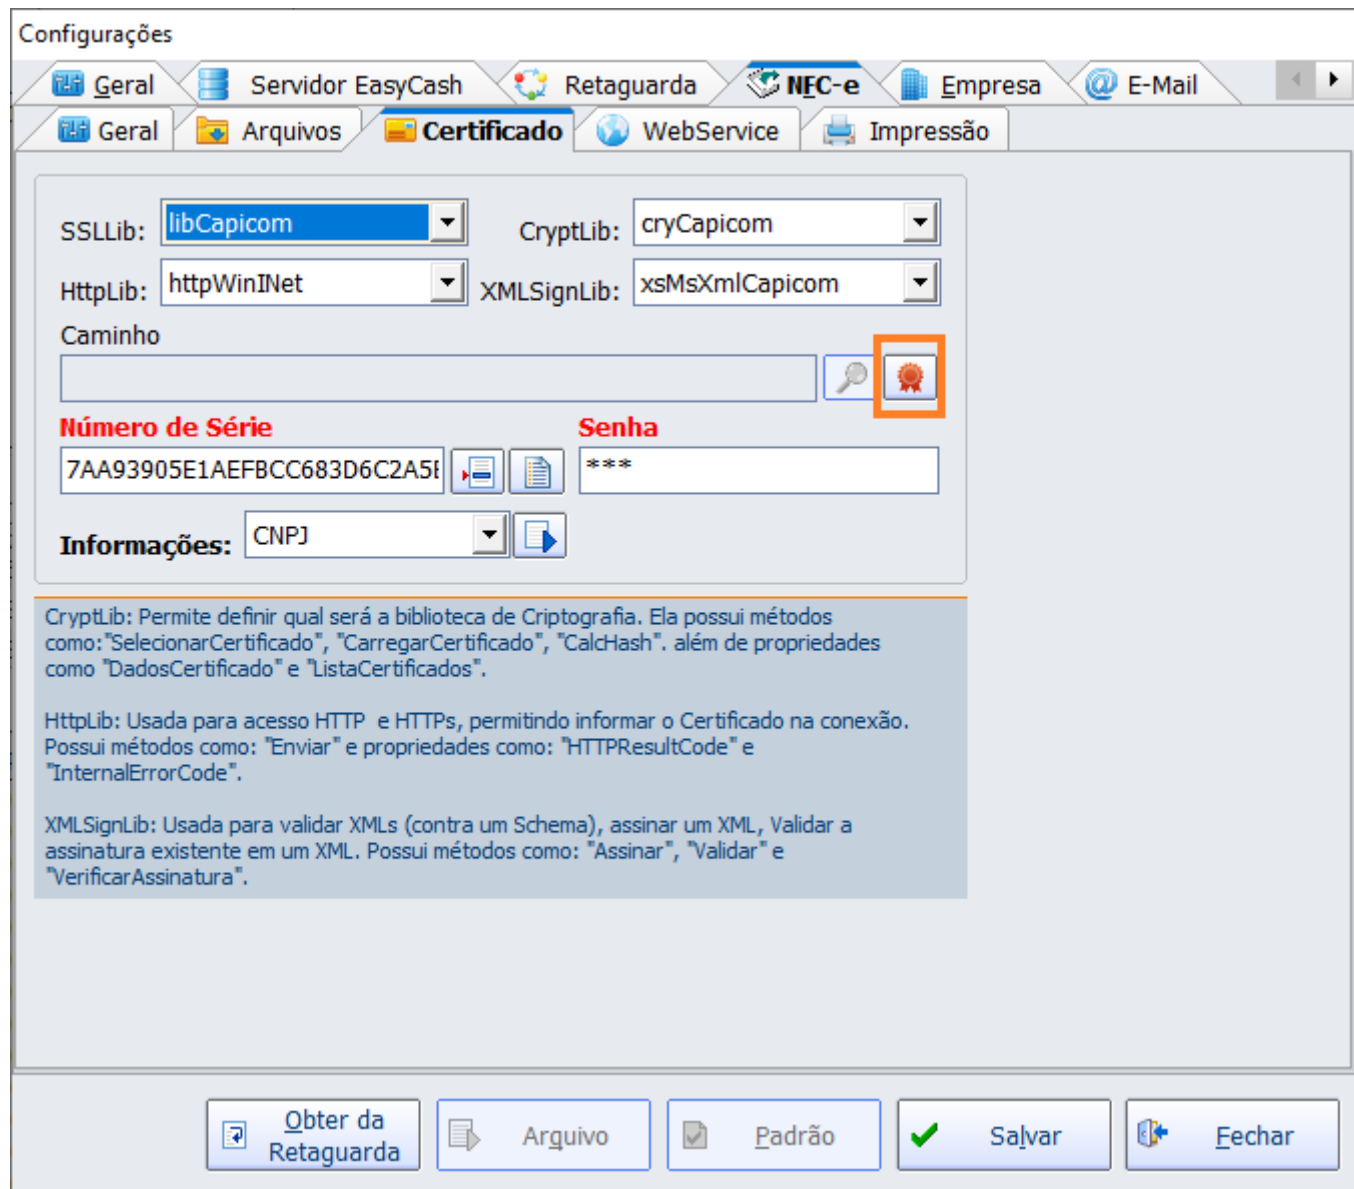 Configurações
Geral Servidor EasyCash Retaguarda NFC-e Empresa E-Mail
Geral Arquivos Certificado WebService Impressão
SSLLib: libCapicom CryptLib: cryCapicom
HttpLib: httpWinINet XMLSignLib: xsMsXmlCapicom
Caminho
Número de Série Senha
7AA93905E1AEFBCC683D6C2A5 ***
Informações: CNPJ
CryptLib: Permite definir qual será a biblioteca de Criptografia. Ela possui métodos
como:"SelecionarCertificado", "CarregarCertificado", "CalcHash". além de propriedades
como "DadosCertificado" e "ListaCertificados".
HttpLib: Usada para acesso HTTP  e HTTPs, permitindo informar o Certificado na conexão.
Possui métodos como: "Enviar" e propriedades como: "HTTPResultCode" e
"InternalErrorCode".
XMLSignLib: Usada para validar XMLs (contra um Schema), assinar um XML, Validar a
assinatura existente em um XML. Possui métodos como: "Assinar", "Validar" e
"VerificarAssinatura".
Obter da
Retaguarda Arquivo Padrão Salvar Fechar